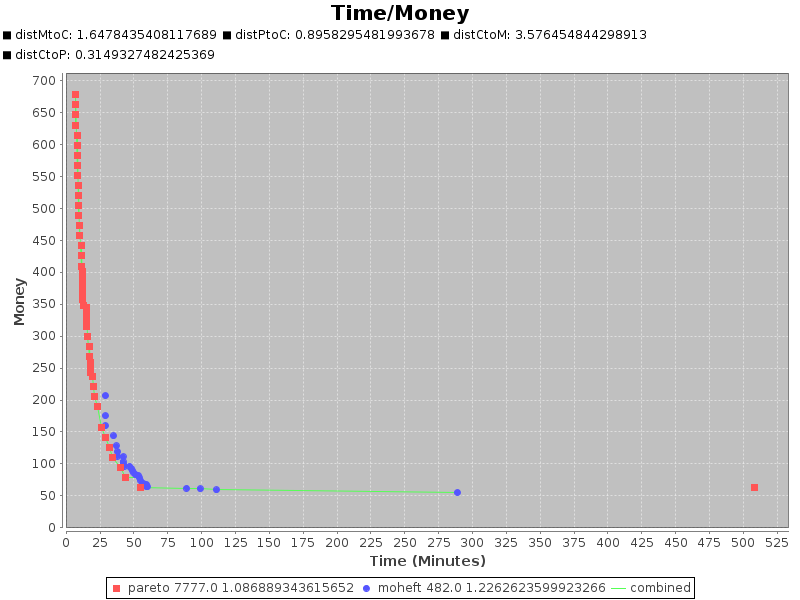 Time/Money
distMtoC: 1.6478435408117689 distPtoC: 0.8958295481993678 distCtoM: 3.576454844298913
distCtoP: 0.3149327482425369
700
650
600
550
500
450
400
350
300
250
200
150
100
50
0
Money
0 25 50 75 100 125 150 175 200 225 250 275 300 325 350 375 400 425 450 475 500 525
Time (Minutes)
pareto 7777.0 1.086889343615652 moheft 482.0 1.2262623599923266 combined